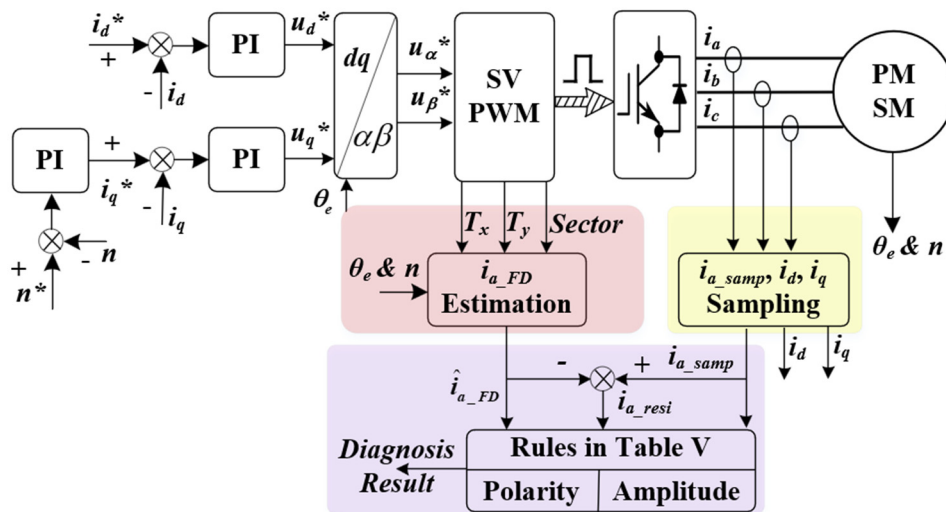 i_d*
+
-
i_d
PI
u_d*
dq
αβ
θ_e
u_α*
u_β*
SV
PWM
i_a
i_b
i_c
PM
SM
PI
+
i_q*
-
i_q
PI
u_q*
+
n*
-
n
T_x
T_y
Sector
θ_e & n
i_a_FD
Estimation
i_a_samp, i_d, i_q
Sampling
θ_e & n
i_d
i_q
î_a_FD
-
+
i_a_samp
i_a_resi
Rules in Table V
Polarity
Amplitude
Diagnosis
Result